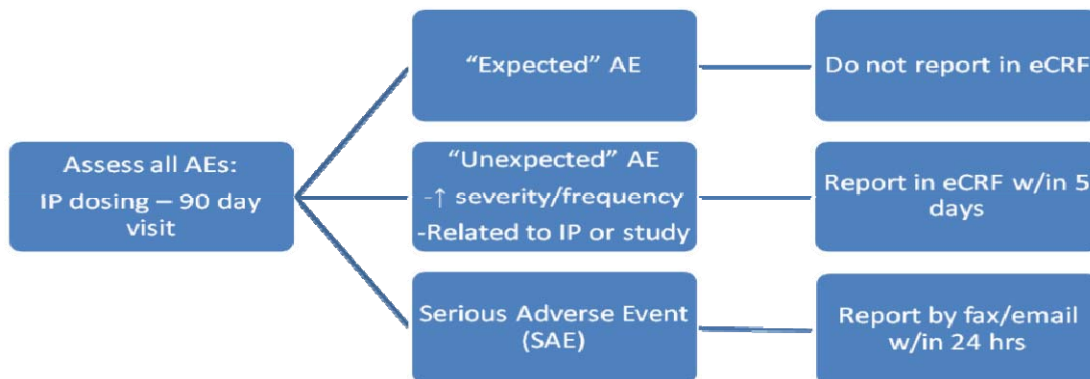 Assess all AEs:
IP dosing – 90 day
visit
“Expected” AE
Do not report in eCRF
“Unexpected” AE
-↑ severity/frequency
-Related to IP or study
Report in eCRF w/in 5
days
Serious Adverse Event
(SAE)
Report by fax/email
w/in 24 hrs